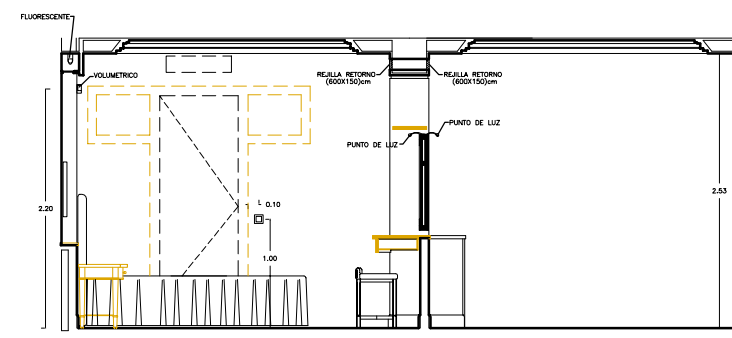 FLUORESCENTE
VOLUMETRICO
REJILLA RETORNO
(600X150)cm
REJILLA RETORNO
(600X150)cm
PUNTO DE LUZ
PUNTO DE LUZ
2.53
L 0.10
2.20
1.00